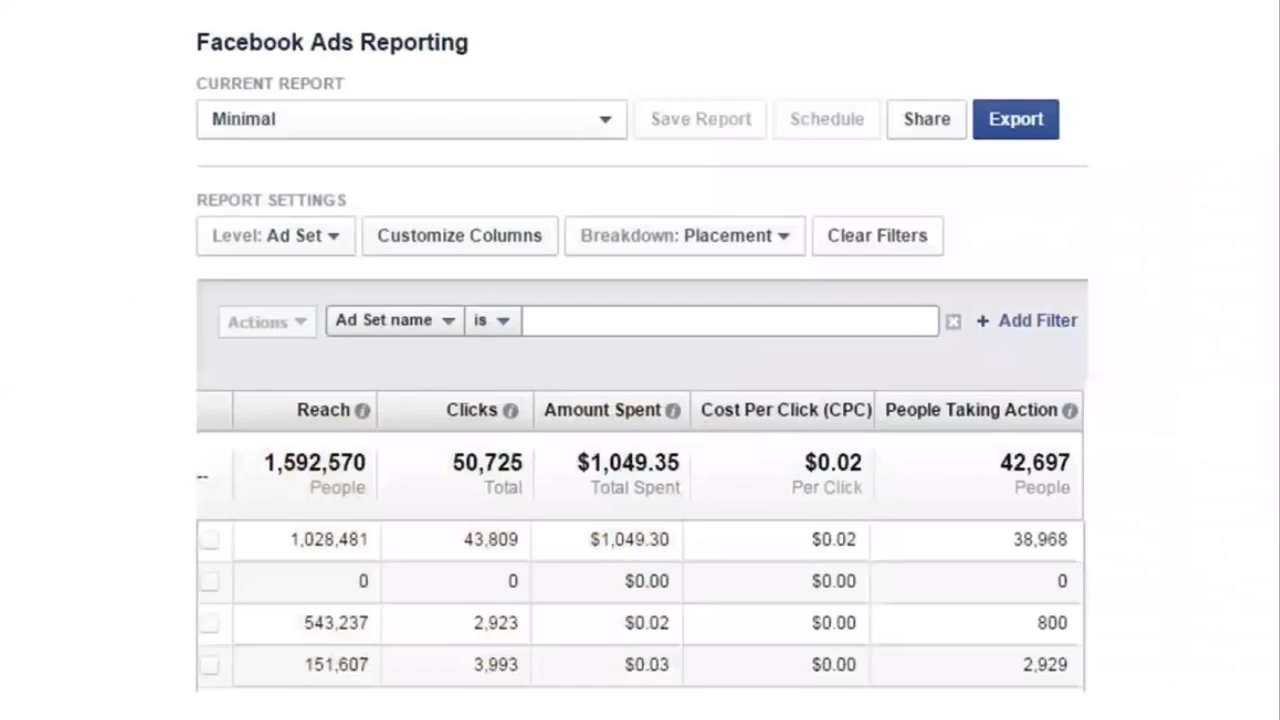 Facebook Ads Reporting
CURRENT REPORT
Minimal Save Report Schedule Share Export
REPORT SETTINGS
Level: Ad Set Customize Columns Breakdown: Placement Clear Filters
Actions Ad Set name is + Add Filter
Reach Clicks Amount Spent Cost Per Click (CPC) People Taking Action
-- 1,592,570 50,725 $1,049.35 $0.02 42,697
People Total Total Spent Per Click People
1,028,481 43,809 $1,049.30 $0.02 38,968
0 0 $0.00 $0.00 0
543,237 2,923 $0.02 $0.00 800
151,607 3,993 $0.03 $0.00 2,929